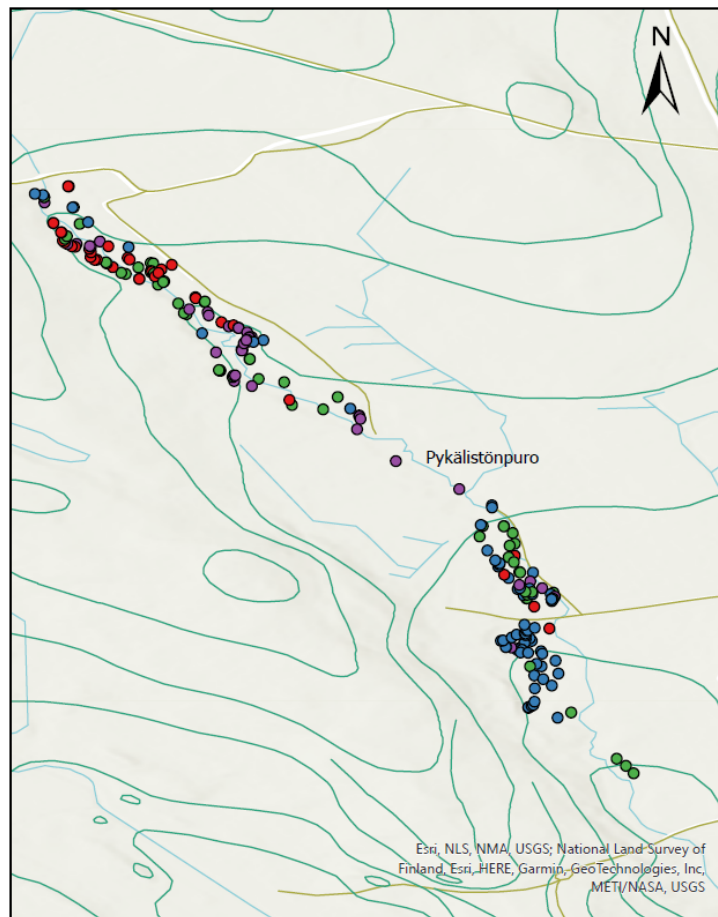 N
Pykälistönpuro
Esri, NLS, NMA, USGS; National Land Survey of
Finland, Esri, HERE, Garmin, GeoTechnologies, Inc,
METI/NASA, USGS